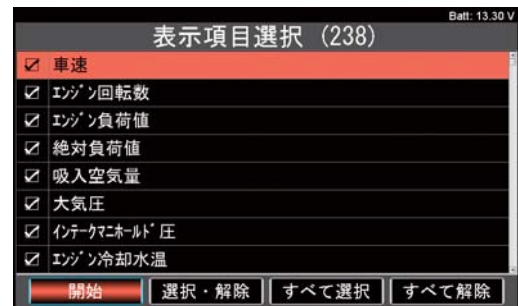 Batt: 13.30 V
表示項目選択（238）
車速
ｴﾝｼﾞﾝ回転数
ｴﾝｼﾞﾝ負荷値
絶対負荷値
吸入空気量
大気圧
ｲﾝﾃｰｸﾏﾆﾎｰﾙﾄﾞ圧
ｴﾝｼﾞﾝ冷却水温
開始 選択・解除 すべて選択 すべて解除